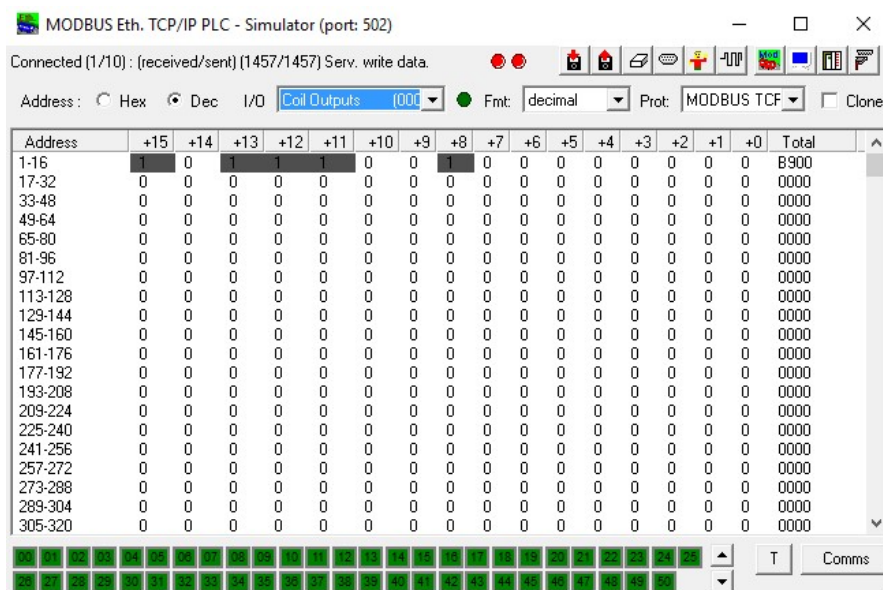 MODBUS Eth. TCP/IP PLC - Simulator (port: 502)
Connected (1/10) : (received/sent) (1457/1457) Serv. write data.
Address : Hex Dec I/O Coil Outputs (000 Fmt: decimal Prot: MODBUS TCP Clone
Address +15 +14 +13 +12 +11 +10 +9 +8 +7 +6 +5 +4 +3 +2 +1 +0 Total
1-16 1 0 1 1 1 0 0 1 0 0 0 0 0 0 0 0 B900
17-32 0 0 0 0 0 0 0 0 0 0 0 0 0 0 0 0 0000
33-48 0 0 0 0 0 0 0 0 0 0 0 0 0 0 0 0 0000
49-64 0 0 0 0 0 0 0 0 0 0 0 0 0 0 0 0 0000
65-80 0 0 0 0 0 0 0 0 0 0 0 0 0 0 0 0 0000
81-96 0 0 0 0 0 0 0 0 0 0 0 0 0 0 0 0 0000
97-112 0 0 0 0 0 0 0 0 0 0 0 0 0 0 0 0 0000
113-128 0 0 0 0 0 0 0 0 0 0 0 0 0 0 0 0 0000
129-144 0 0 0 0 0 0 0 0 0 0 0 0 0 0 0 0 0000
145-160 0 0 0 0 0 0 0 0 0 0 0 0 0 0 0 0 0000
161-176 0 0 0 0 0 0 0 0 0 0 0 0 0 0 0 0 0000
177-192 0 0 0 0 0 0 0 0 0 0 0 0 0 0 0 0 0000
193-208 0 0 0 0 0 0 0 0 0 0 0 0 0 0 0 0 0000
209-224 0 0 0 0 0 0 0 0 0 0 0 0 0 0 0 0 0000
225-240 0 0 0 0 0 0 0 0 0 0 0 0 0 0 0 0 0000
241-256 0 0 0 0 0 0 0 0 0 0 0 0 0 0 0 0 0000
257-272 0 0 0 0 0 0 0 0 0 0 0 0 0 0 0 0 0000
273-288 0 0 0 0 0 0 0 0 0 0 0 0 0 0 0 0 0000
289-304 0 0 0 0 0 0 0 0 0 0 0 0 0 0 0 0 0000
305-320 0 0 0 0 0 0 0 0 0 0 0 0 0 0 0 0 0000
00 01 02 03 04 05 06 07 08 09 10 11 12 13 14 15 16 17 18 19 20 21 22 23 24 25 T Comms
26 27 28 29 30 31 32 33 34 35 36 37 38 39 40 41 42 43 44 45 46 47 48 49 50